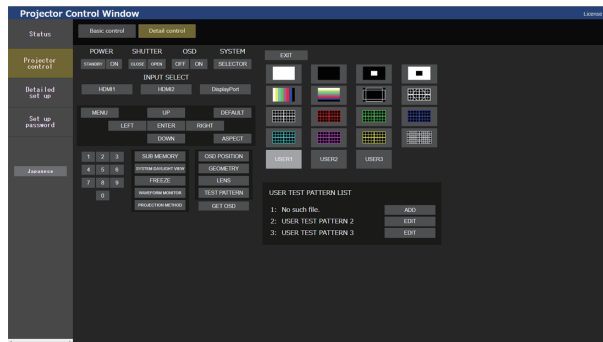 Projector Control Window
License
Status
Projector control
Detailed set up
Set up password
Japanese
Basic control
Detail control
POWER
SHUTTER
OSD
SYSTEM
STANDBY
ON
CLOSE
OPEN
OFF
ON
SELECTOR
INPUT SELECT
HDMI1
HDMI2
DisplayPort
MENU
UP
DEFAULT
LEFT
ENTER
RIGHT
DOWN
ASPECT
1 2 3
4 5 6
7 8 9
0
SUB MEMORY
SYSTEM DAYLIGHT VIEW
FREEZE
WAVEFORM MONITOR
PROJECTION METHOD
OSD POSITION
GEOMETRY
LENS
TEST PATTERN
GET OSD
EXIT
USER1
USER2
USER3
USER TEST PATTERN LIST
1: No such file.
ADD
2: USER TEST PATTERN 2
EDIT
3: USER TEST PATTERN 3
EDIT